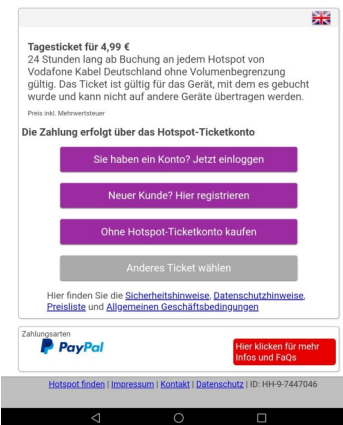 Tagesticket für 4,99 €
24 Stunden lang ab Buchung an jedem Hotspot von
Vodafone Kabel Deutschland ohne Volumenbegrenzung
gültig. Das Ticket ist gültig für das Gerät, mit dem es gebucht
wurde und kann nicht auf andere Geräte übertragen werden.
Preis inkl. Mehrwertsteuer
Die Zahlung erfolgt über das Hotspot-Ticketkonto
Sie haben ein Konto? Jetzt einloggen
Neuer Kunde? Hier registrieren
Ohne Hotspot-Ticketkonto kaufen
Anderes Ticket wählen
Hier finden Sie die Sicherheitshinweise, Datenschutzhinweise,
Preisliste und Allgemeinen Geschäftsbedingungen
Zahlungsarten
PayPal
Hier klicken für mehr
Infos und FaQs
Hotspot finden | Impressum | Kontakt | Datenschutz | ID: HH-9-7447046